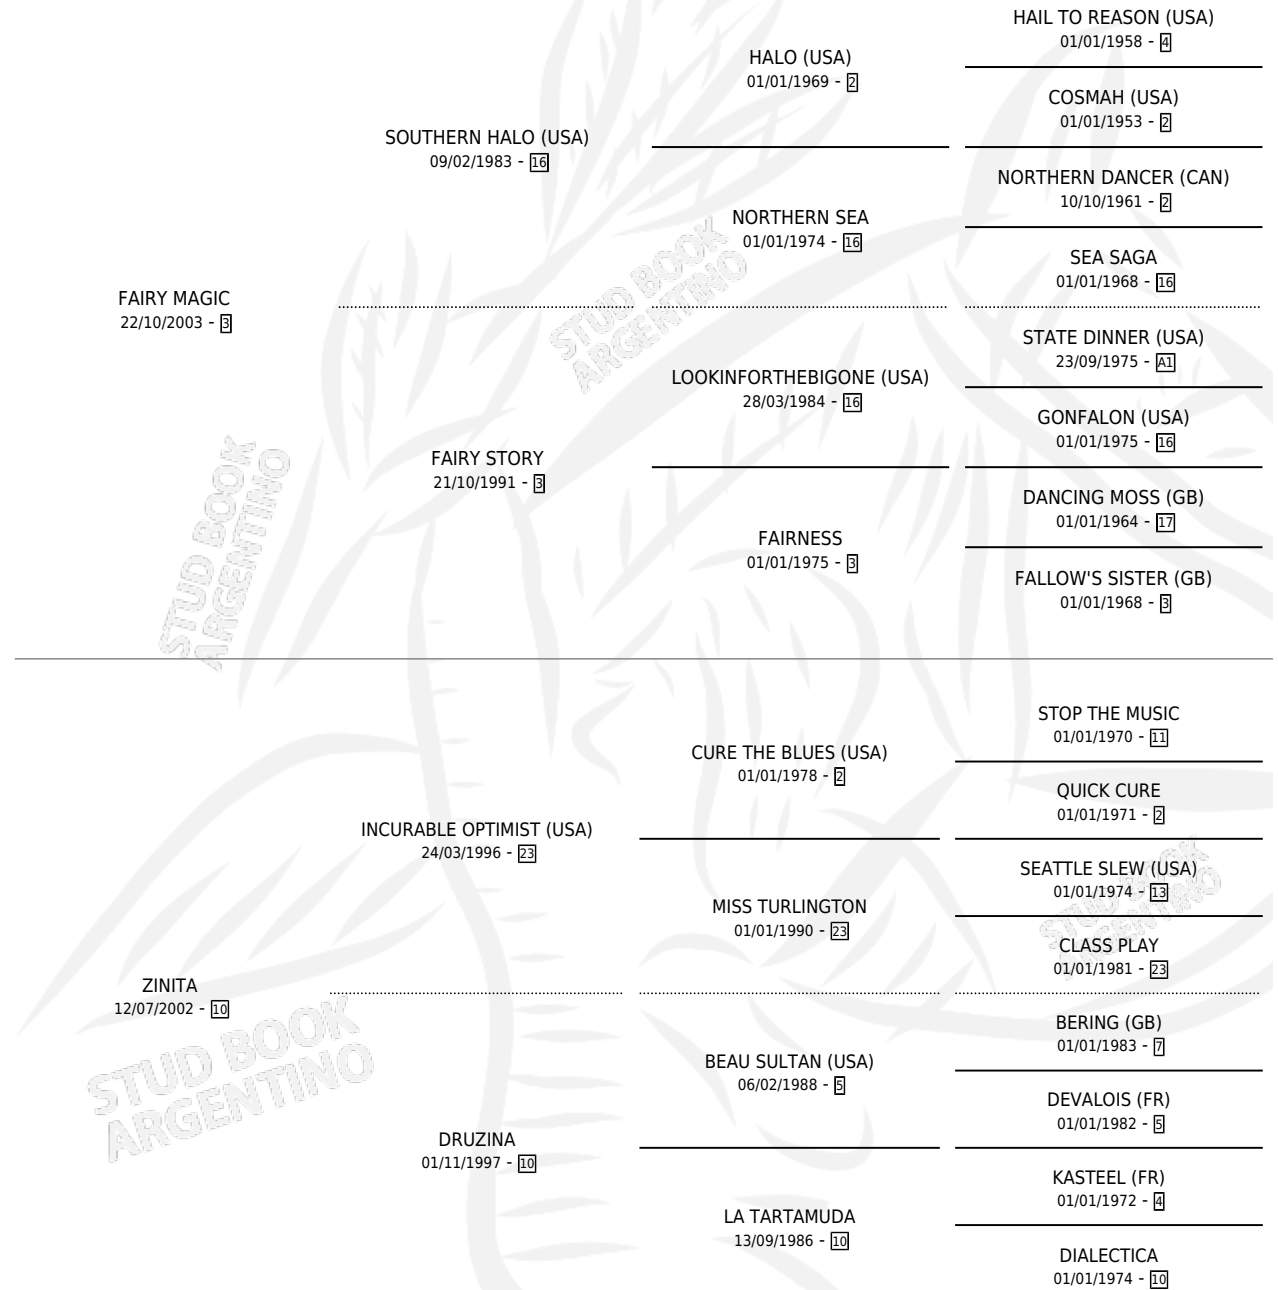 HAIL TO REASON (USA)
01/01/1958 - 4
HALO (USA)
01/01/1969 - 2
COSMAH (USA)
01/01/1953 - 2
SOUTHERN HALO (USA)
09/02/1983 - 16
NORTHERN DANCER (CAN)
10/10/1961 - 2
NORTHERN SEA
01/01/1974 - 16
SEA SAGA
01/01/1968 - 16
FAIRY MAGIC
22/10/2003 - 3
STATE DINNER (USA)
23/09/1975 - A1
LOOKINFORTHEBIGONE (USA)
28/03/1984 - 16
GONFALON (USA)
01/01/1975 - 16
FAIRY STORY
21/10/1991 - 3
DANCING MOSS (GB)
01/01/1964 - 17
FAIRNESS
01/01/1975 - 3
FALLOW'S SISTER (GB)
01/01/1968 - 3
STUD BOOK
ARGENTINO
STUD BOOK
ARGENTINO
STOP THE MUSIC
01/01/1970 - 11
CURE THE BLUES (USA)
01/01/1978 - 2
QUICK CURE
01/01/1971 - 2
INCURABLE OPTIMIST (USA)
24/03/1996 - 23
SEATTLE SLEW (USA)
01/01/1974 - 13
MISS TURLINGTON
01/01/1990 - 23
CLASS PLAY
01/01/1981 - 23
ZINITA
12/07/2002 - 10
BERING (GB)
01/01/1983 - 7
BEAU SULTAN (USA)
06/02/1988 - 5
DEVALOIS (FR)
01/01/1982 - 5
DRUZINA
01/11/1997 - 10
KASTEEL (FR)
01/01/1972 - 4
LA TARTAMUDA
13/09/1986 - 10
DIALECTICA
01/01/1974 - 10
STUD BOOK
ARGENTINO
STUD BOOK
ARGENTINO